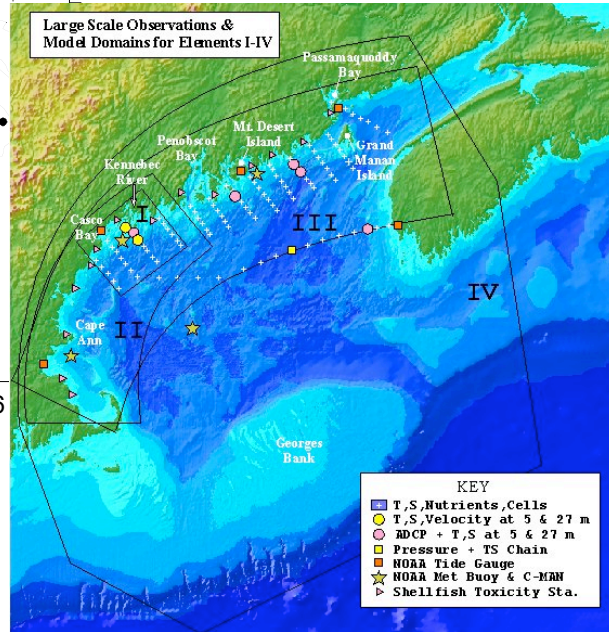 Large Scale Observations &
Model Domains for Elements I-IV
Passamaquoddy
Bay
Mt. Desert
Island
Penobscot
Bay
Grand
Manan
Island
Kennebec
River
I
III
Casco
Bay
IV
II
Cape
Ann
6
Georges
Bank
KEY
T,S,Nutrients,Cells
T,S,Velocity at 5 & 27 m
ADCP + T,S at 5 & 27 m
Pressure + TS Chain
NOAA Tide Gauge
NOAA Met Buoy & C-MAN
Shellfish Toxicity Sta.